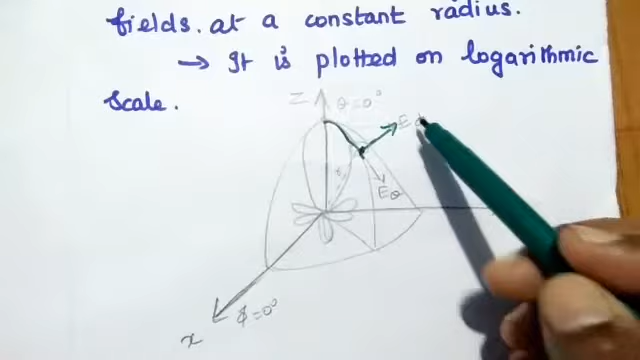 fields. at a constant radius.
→ It is plotted on logarithmic
scale.
Z θ=0°
E
Eθ
x ϕ=0°